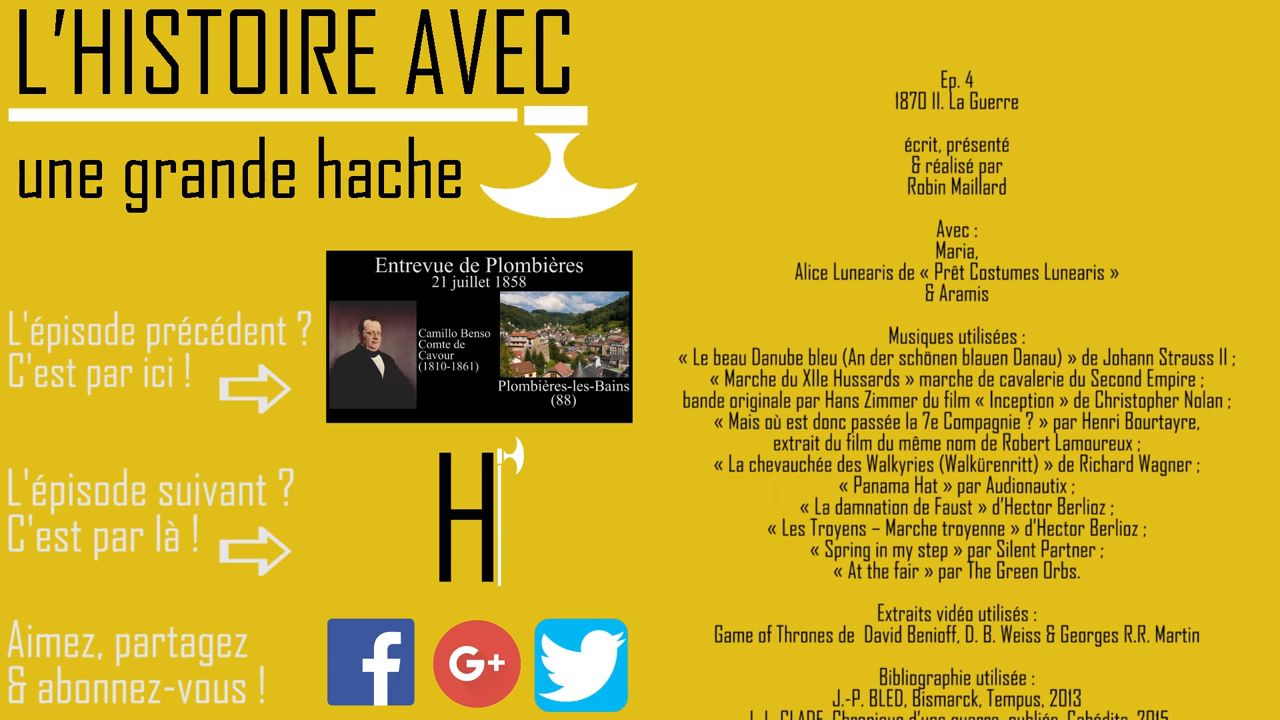 L'HISTOIRE AVEC
une grande hache
Entrevue de Plombières
21 juillet 1858
Camillo Benso
Comte de
Cavour
(1810-1861)
Plombières-les-Bains
(88)
L'épisode précédent ?
C'est par ici !
L'épisode suivant ?
C'est par là !
H
Aimez, partagez
& abonnez-vous !
f
G+
Ep. 4
1870 II. La Guerre
écrit, présenté
& réalisé par
Robin Maillard
Avec :
Maria,
Alice Lunearis de « Prêt Costumes Lunearis »
& Aramis
Musiques utilisées :
« Le beau Danube bleu (An der schönen blauen Danau) » de Johann Strauss II ;
« Marche du XIIe Hussards » marche de cavalerie du Second Empire ;
bande originale par Hans Zimmer du film « Inception » de Christopher Nolan ;
« Mais où est donc passée la 7e Compagnie ? » par Henri Bourtayre,
extrait du film du même nom de Robert Lamoureux ;
« La chevauchée des Walkyries (Walkürenritt) » de Richard Wagner ;
« Panama Hat » par Audionautix ;
« La damnation de Faust » d'Hector Berlioz ;
« Les Troyens – Marche troyenne » d'Hector Berlioz ;
« Spring in my step » par Silent Partner ;
« At the fair » par The Green Orbs.
Extraits vidéo utilisés :
Game of Thrones de David Benioff, D. B. Weiss & Georges R.R. Martin
Bibliographie utilisée :
J.-P. BLED, Bismarck, Tempus, 2013